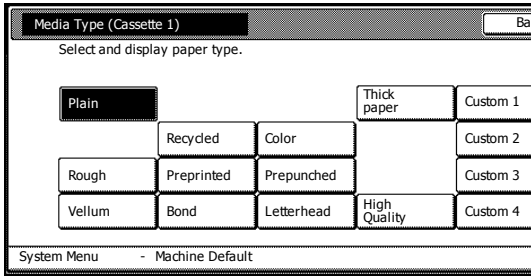 Media Type (Cassette 1)
Ba
Select and display paper type.
Plain
Thick
paper
Custom 1
Recycled
Color
Custom 2
Rough
Preprinted
Prepunched
Custom 3
Vellum
Bond
Letterhead
High
Quality
Custom 4
System Menu - Machine Default